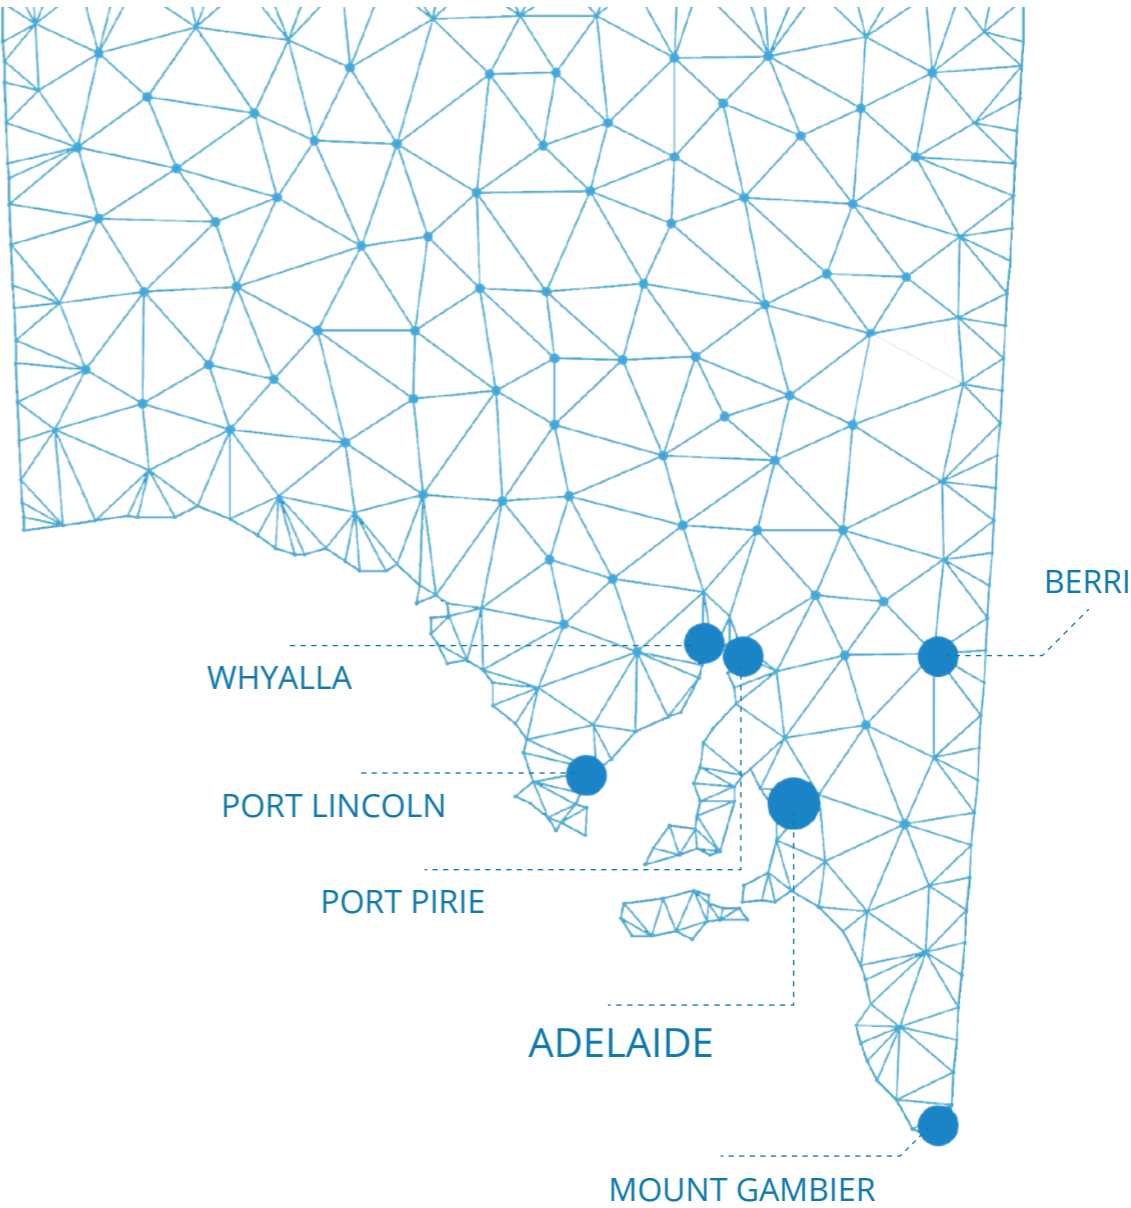 BERRI
WHYALLA
PORT LINCOLN
PORT PIRIE
ADELAIDE
MOUNT GAMBIER